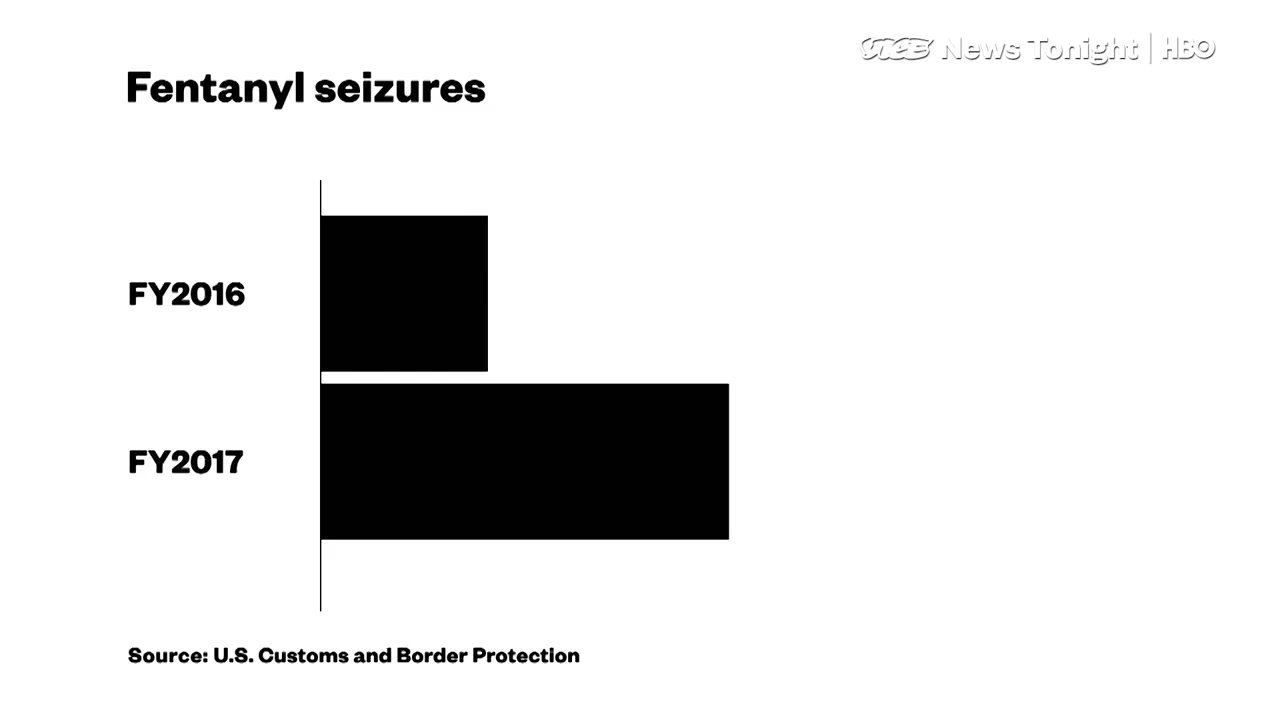 VICE News Tonight | HBO
Fentanyl seizures
FY2016
FY2017
Source: U.S. Customs and Border Protection